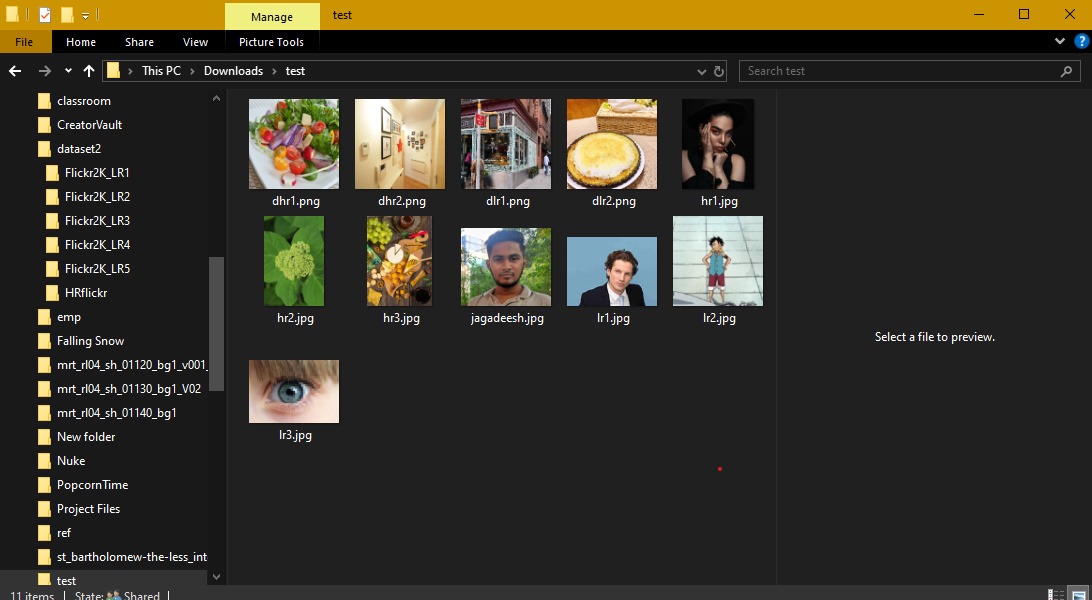 Manage
test
File
Home
Share
View
Picture Tools
This PC
Downloads
test
Search test
classroom
CreatorVault
dataset2
Flickr2K_LR1
Flickr2K_LR2
Flickr2K_LR3
Flickr2K_LR4
Flickr2K_LR5
HRflickr
emp
Falling Snow
mrt_rl04_sh_01120_bg1_v001_
mrt_rl04_sh_01130_bg1_V02
mrt_rl04_sh_01140_bg1
New folder
Nuke
PopcornTime
Project Files
ref
st_bartholomew-the-less_int
test
dhr1.png
dhr2.png
dlr1.png
dlr2.png
hr1.jpg
hr2.jpg
hr3.jpg
jagadeesh.jpg
lr1.jpg
lr2.jpg
lr3.jpg
Select a file to preview.
11 items
State:
Shared